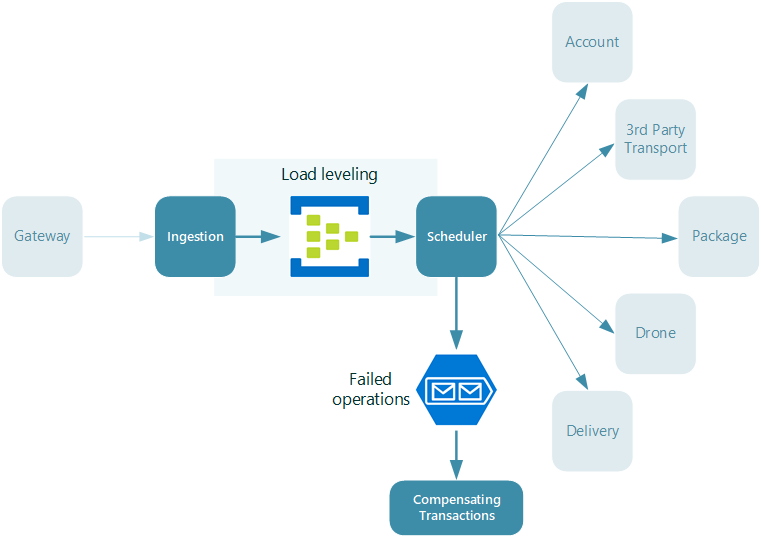 Account
3rd Party
Transport
Load leveling
Gateway
Ingestion
Scheduler
Package
Drone
Failed
operations
Delivery
Compensating
Transactions